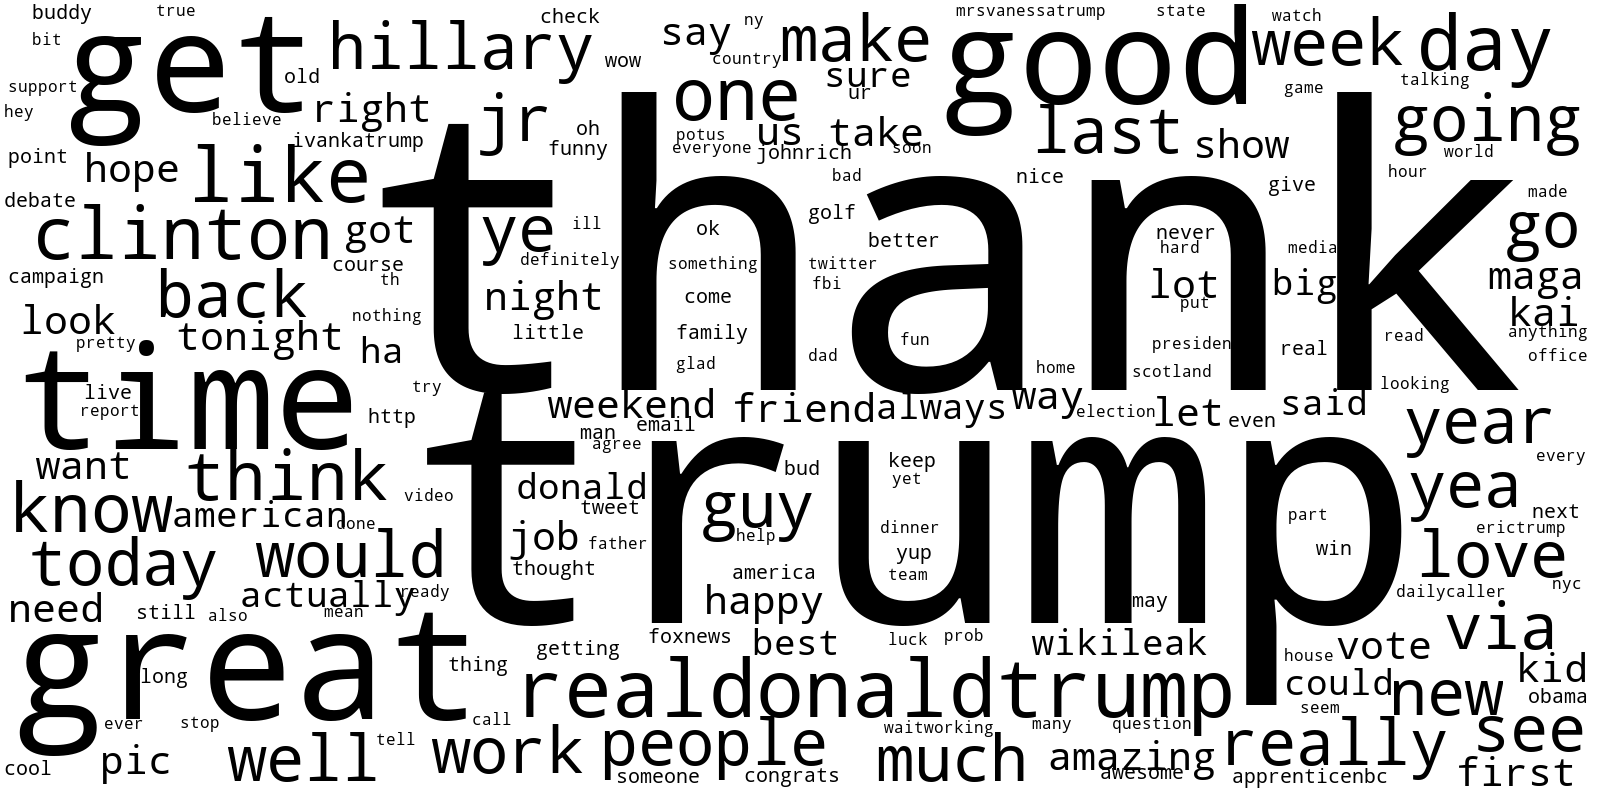 buddy
true
check
ny
mrsvanessatrump
state
watch
bit
get
hillary
say
make
good
week
day
wow
country
support
old
one
sure
ur
game
talking
hey
believe
right
jr
oh
us
take
last
show
going
ivankatrump
funny
potus
everyone
johnrich
soon
world
point
hope
like
thank
bad
nice
give
hour
made
debate
clinton
got
ye
ill
ok
golf
better
never
hard
media
go
campaign
course
th
definitely
something
twitter
fbi
lot
put
big
maga
back
night
come
kai
look
pretty
tonight
nothing
ha
little
family
fun
presiden
real
read
anything
office
time
glad
dad
home
scotland
looking
live
report
try
http
weekend
friend
always
way
election
let
even
said
year
man
email
agree
want
think
video
trump
bud
keep
yet
yea
every
know
american
done
donald
tweet
guy
help
dinner
part
next
erictrump
today
would
job
father
yup
win
love
thought
america
team
nyc
need
still
also
actually
ready
mean
happy
may
dailycaller
great
long
thing
getting
foxnews
best
luck
prob
wikileak
house
vote
via
kid
realdonaldtrump
could
seem
new
obama
ever
stop
call
waitworking
many
question
cool
pic
well
tell
work
people
much
amazing
really
see
someone
congrats
awesome
apprenticenbc
first